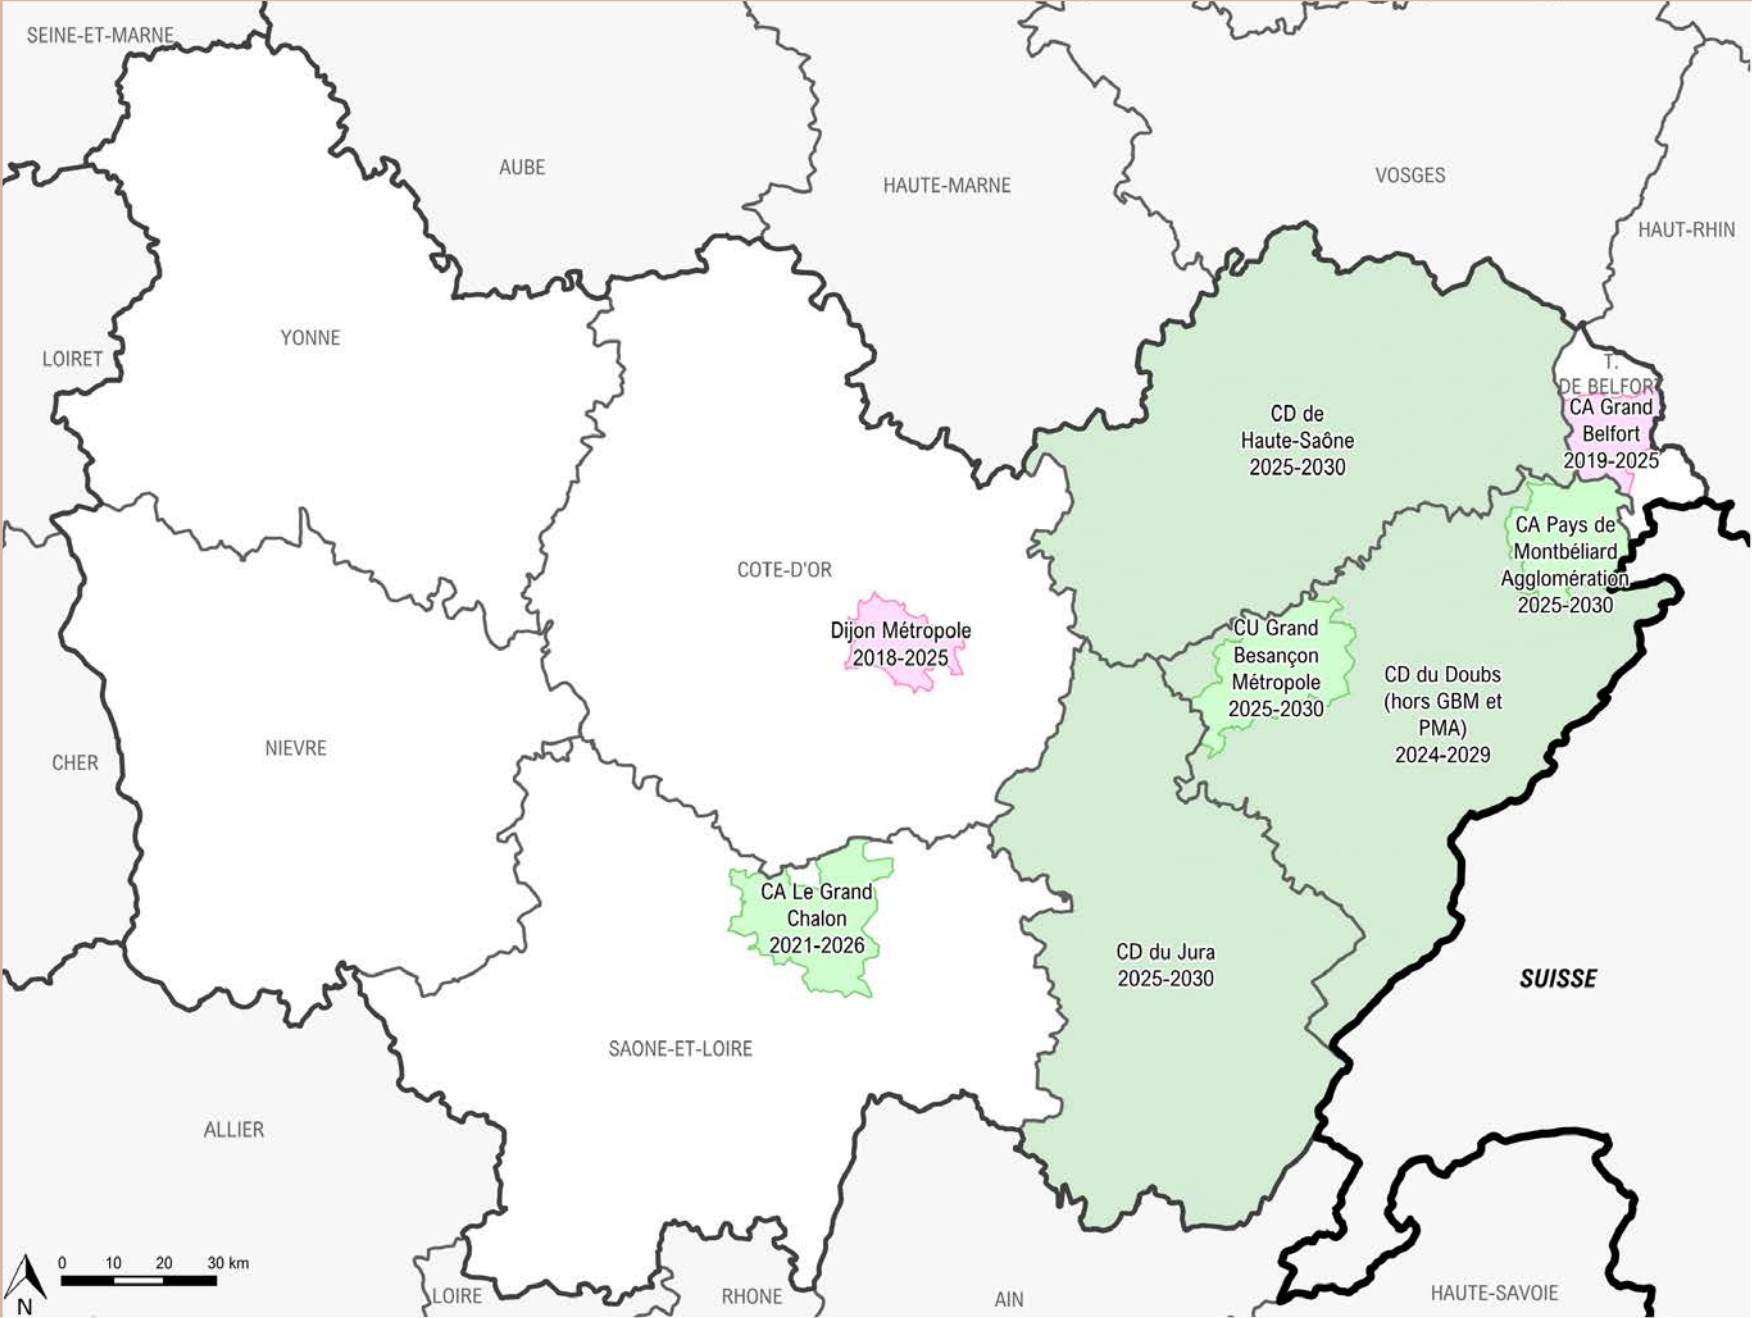 SEINE-ET-MARNE
AUBE
HAUTE-MARNE
VOSGES
HAUT-RHIN
LOIRET
YONNE
T.
DE BELFORT
CA Grand
Belfort
2019-2025
CD de
Haute-Saône
2025-2030
CA Pays de
Montbéliard
Agglomération
2025-2030
COTE-D'OR
Dijon Métropole
2018-2025
CU Grand
Besançon
Métropole
2025-2030
CD du Doubs
(hors GBM et
PMA)
2024-2029
CHER
NIEVRE
CA Le Grand
Chalon
2021-2026
CD du Jura
2025-2030
SUISSE
SAONE-ET-LOIRE
ALLIER
0 10 20 30 km
N
LOIRE
RHONE
AIN
HAUTE-SAVOIE